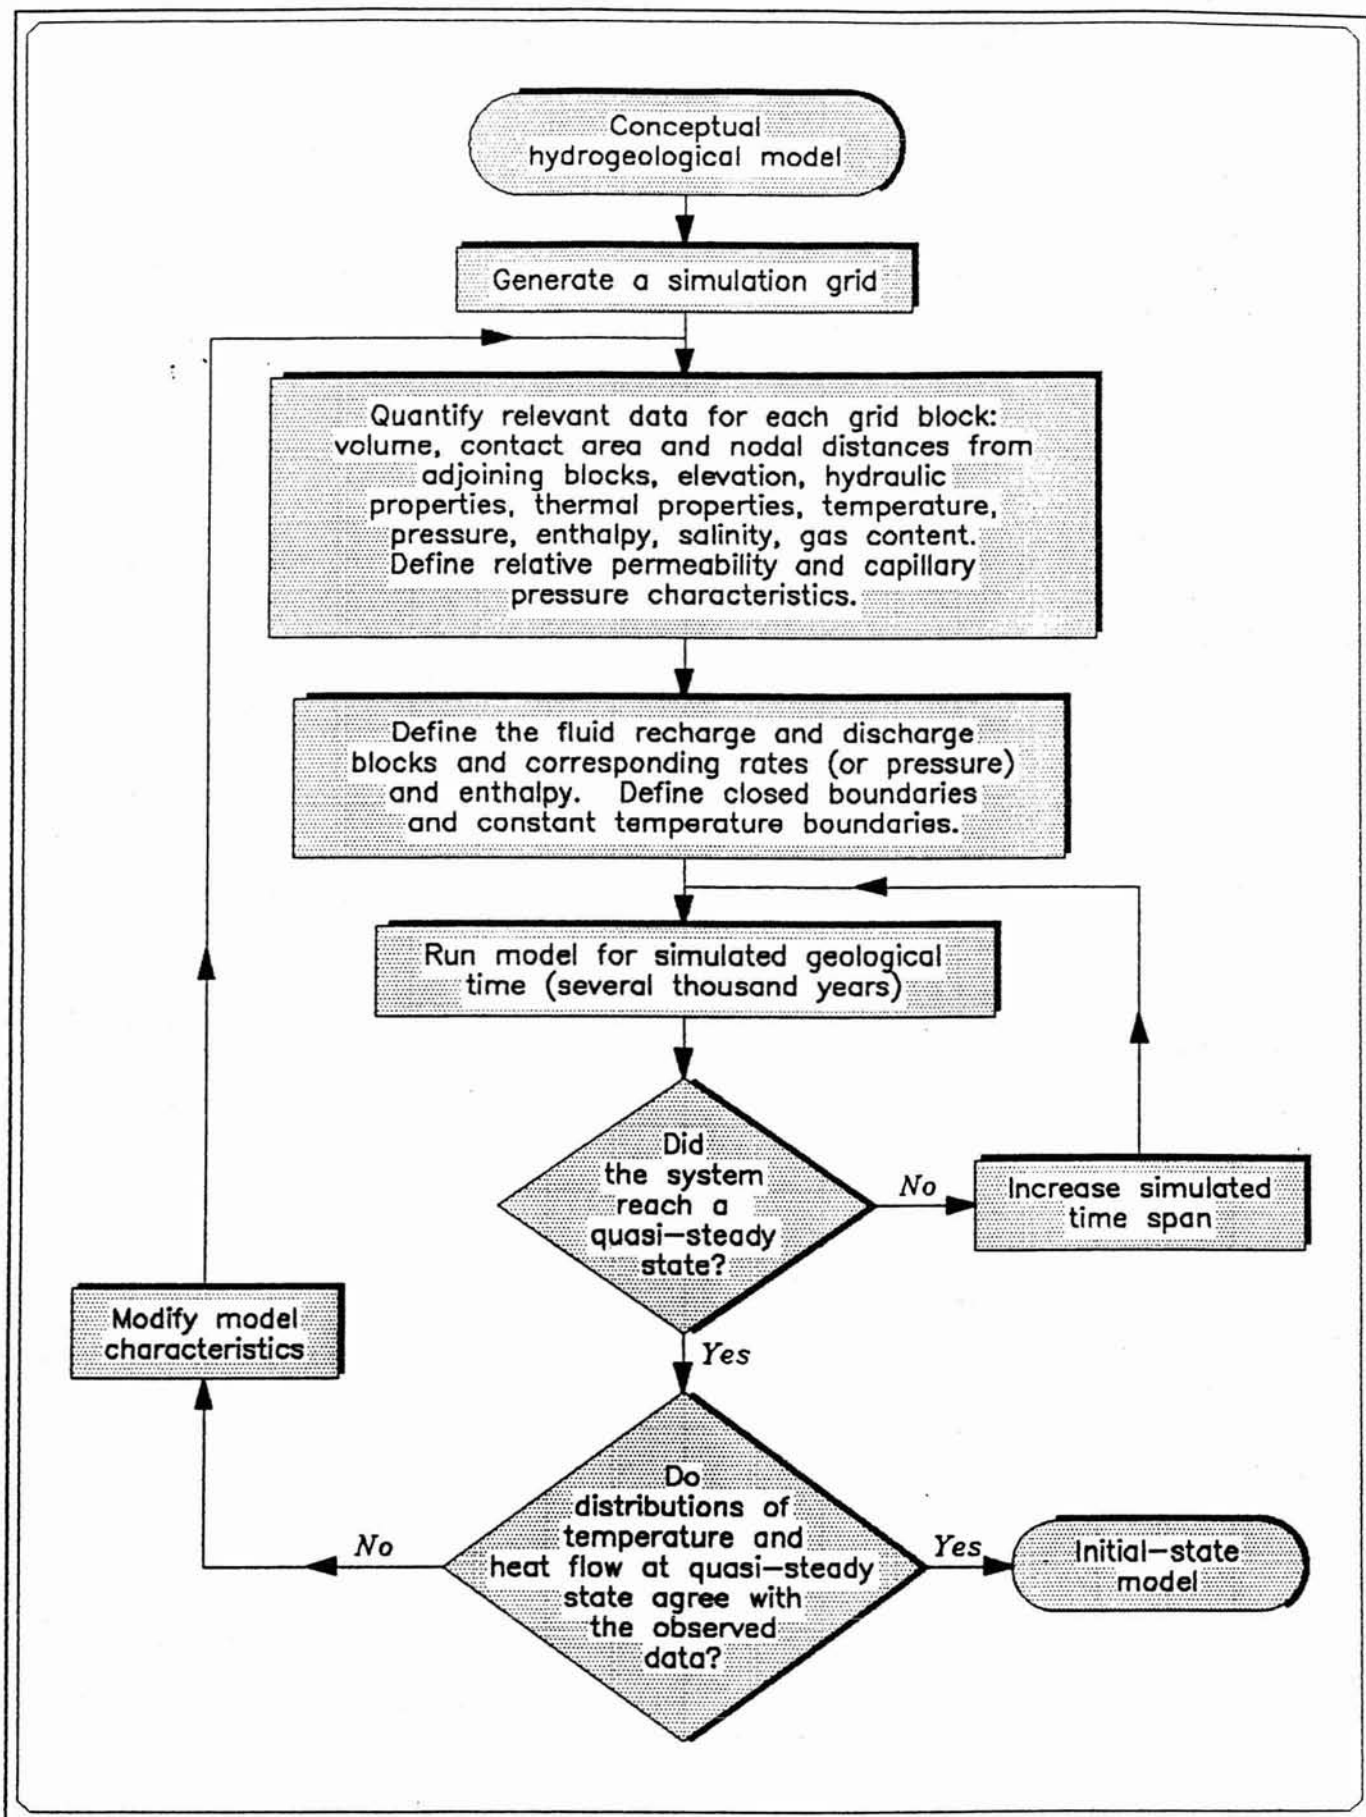 Conceptual
hydrogeological model
Generate a simulation grid
Quantify relevant data for each grid block:
volume, contact area and nodal distances from
adjoining blocks, elevation, hydraulic
properties, thermal properties, temperature,
pressure, enthalpy, salinity, gas content.
Define relative permeability and capillary
pressure characteristics.
Define the fluid recharge and discharge
blocks and corresponding rates (or pressure)
and enthalpy. Define closed boundaries
and constant temperature boundaries.
Run model for simulated geological
time (several thousand years)
Did
the system
reach a
quasi-steady
state?
No
Increase simulated
time span
Modify model
characteristics
Yes
Do
distributions of
temperature and
heat flow at quasi-steady
state agree with
the observed
data?
No
Yes
Initial-state
model